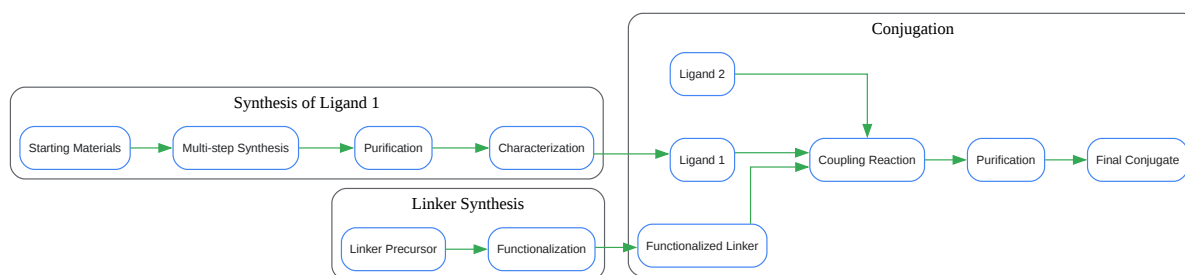 Conjugation
Ligand 2
Synthesis of Ligand 1
Starting Materials
Multi-step Synthesis
Purification
Characterization
Ligand 1
Coupling Reaction
Purification
Final Conjugate
Linker Synthesis
Linker Precursor
Functionalization
Functionalized Linker